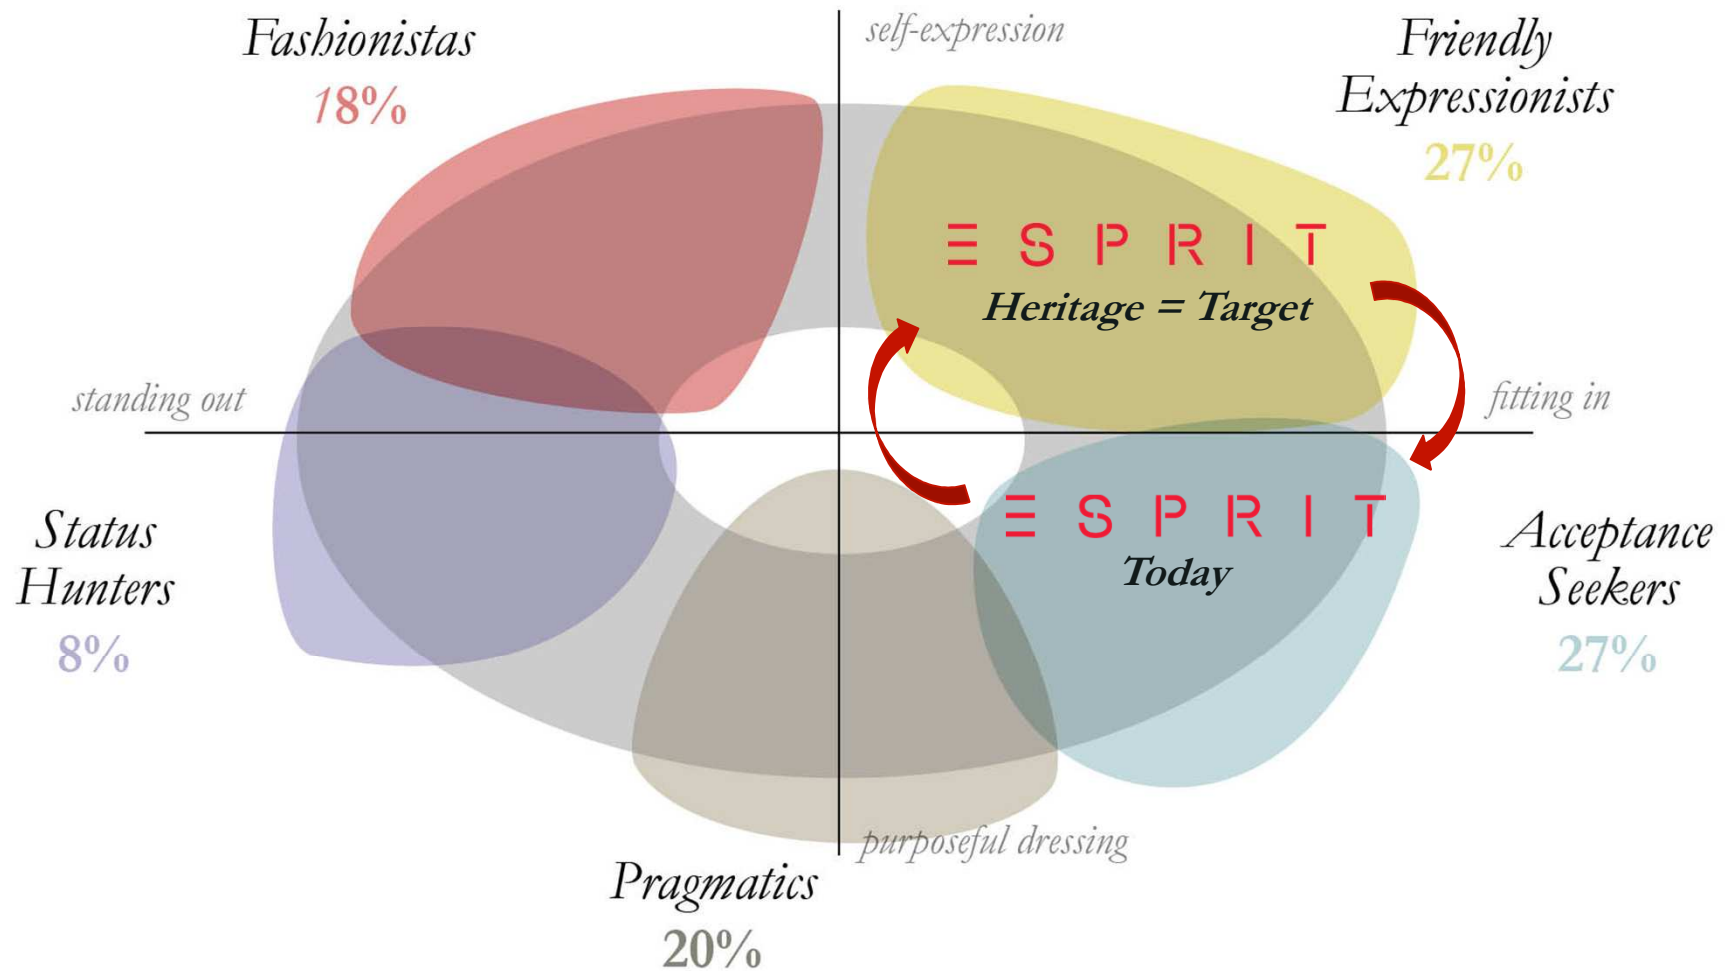 Fashionistas
18%
self-expression
Friendly
Expressionists
27%
ESPRIT
Heritage = Target
standing out
fitting in
Status
Hunters
8%
ESPRIT
Today
Acceptance
Seekers
27%
purposeful dressing
Pragmatics
20%